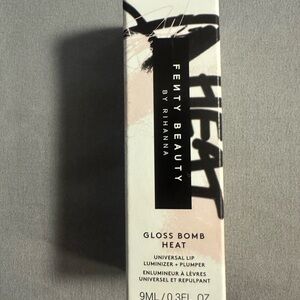 HEAT
FENTY BEAUTY
BY RIHANNA
GLOSS BOMB
HEAT
UNIVERSAL LIP
LUMINIZER + PLUMPER
ENLUMINEUR À LÈVRES
UNIVERSEL ET REPULPANT
9ML/0.3FL OZ